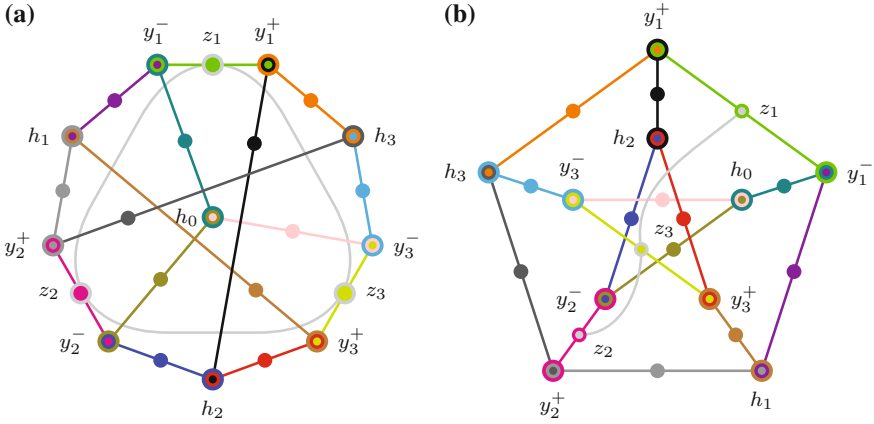 (a)
y₁⁻ z₁ y₁⁺
h₁ h₃
h₀
y₂⁺ y₃⁻
z₂ z₃
y₂⁻ y₃⁺
h₂
(b)
y₁⁺
z₁
h₂
h₃ y₃⁻ h₀ y₁⁻
z₃
y₂⁻ y₃⁺
z₂
y₂⁺ h₁